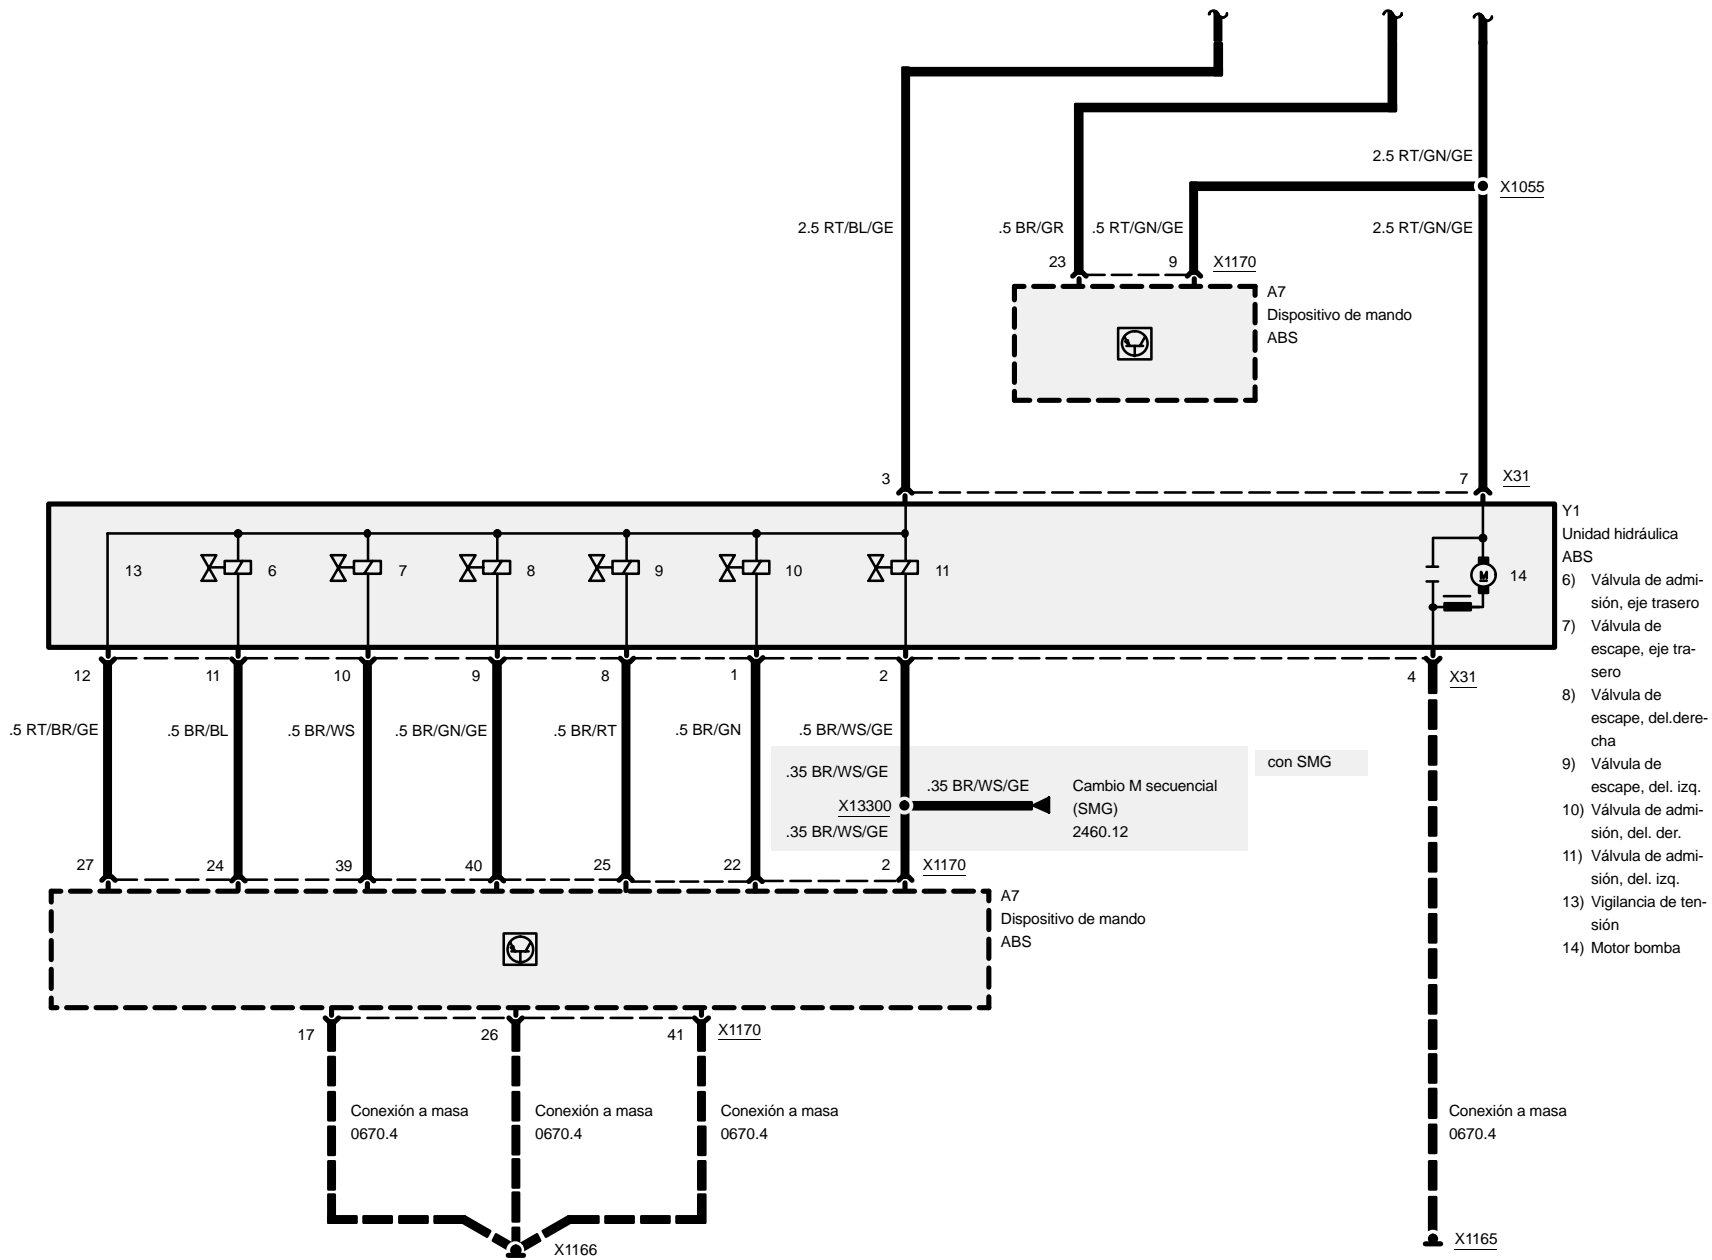 2.5 RT/GN/GE
X1055
2.5 RT/BL/GE
.5 BR/GR
.5 RT/GN/GE
2.5 RT/GN/GE
23
9
X1170
A7
Dispositivo de mando
ABS
3
7
X31
Y1
Unidad hidráulica
ABS
6) Válvula de admi-
sión, eje trasero
7) Válvula de
escape, eje tra-
sero
8) Válvula de
escape, del.dere-
cha
9) Válvula de
escape, del. izq.
10) Válvula de admi-
sión, del. der.
11) Válvula de admi-
sión, del. izq.
13) Vigilancia de ten-
sión
14) Motor bomba
13
6
7
8
9
10
11
M
14
12
11
10
9
8
1
2
4
X31
.5 RT/BR/GE
.5 BR/BL
.5 BR/WS
.5 BR/GN/GE
.5 BR/RT
.5 BR/GN
.5 BR/WS/GE
con SMG
.35 BR/WS/GE
.35 BR/WS/GE
Cambio M secuencial
(SMG)
2460.12
X13300
.35 BR/WS/GE
27
24
39
40
25
22
2
X1170
A7
Dispositivo de mando
ABS
17
26
41
X1170
Conexión a masa
0670.4
Conexión a masa
0670.4
Conexión a masa
0670.4
Conexión a masa
0670.4
X1166
X1165